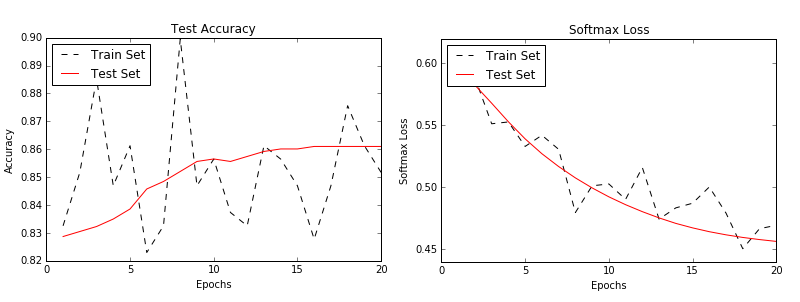 Test Accuracy
Train Set
Test Set
Accuracy
0.90
0.89
0.88
0.87
0.86
0.85
0.84
0.83
0.82
0
5
10
15
20
Epochs
Softmax Loss
Train Set
Test Set
Softmax Loss
0.60
0.55
0.50
0.45
0
5
10
15
20
Epochs